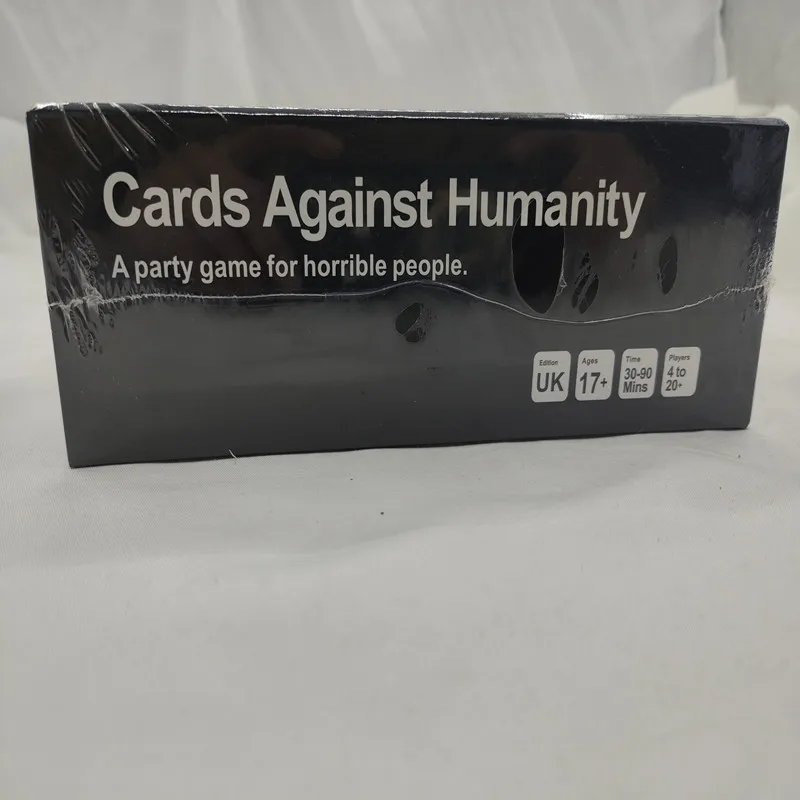 Cards Against Humanity
A party game for horrible people.
Edition
UK
Ages
17+
Time
30-90
Mins
Players
4 to
20+